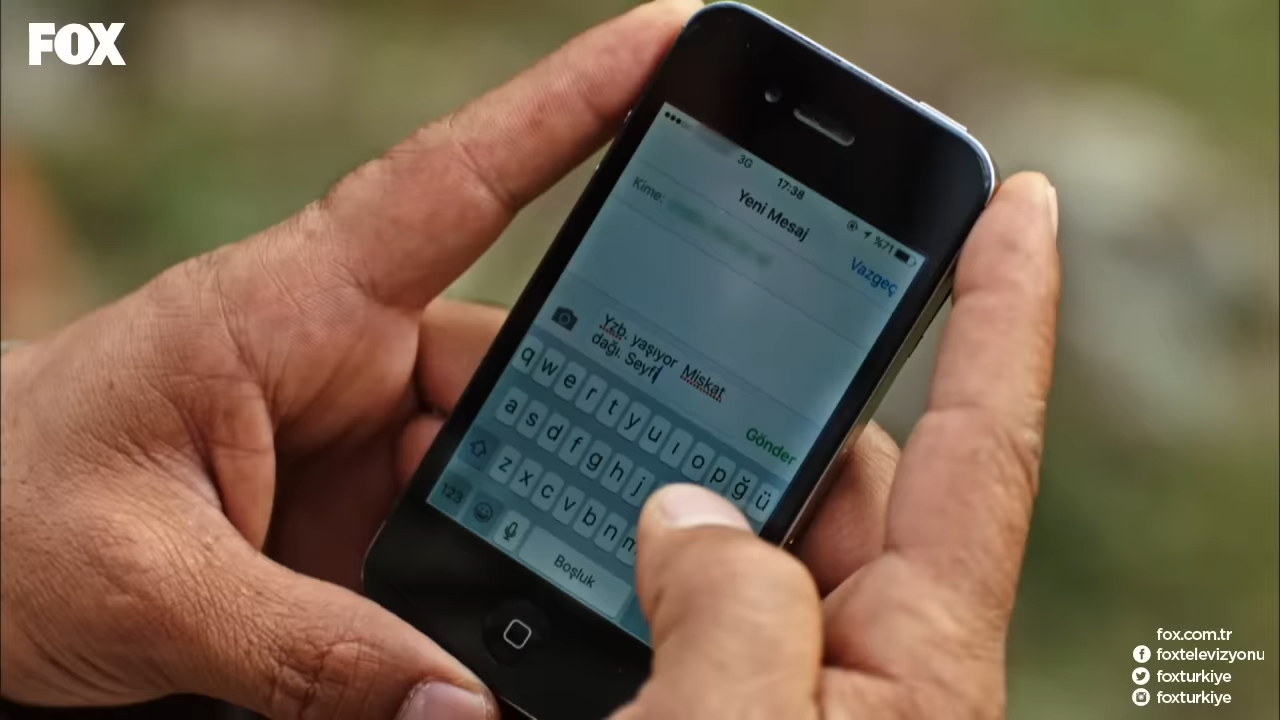 FOX
3G
17:38
%71
Yeni Mesaj
Kime:
Vazgeç
Yzb. yaşıyor Miskat
dağı. Seyf
Gönder
q w e r t y u ı o p ğ ü
a s d f g h j
z x c v b n m
123
Boşluk
fox.com.tr
foxtelevizyonu
foxturkiye
foxturkiye